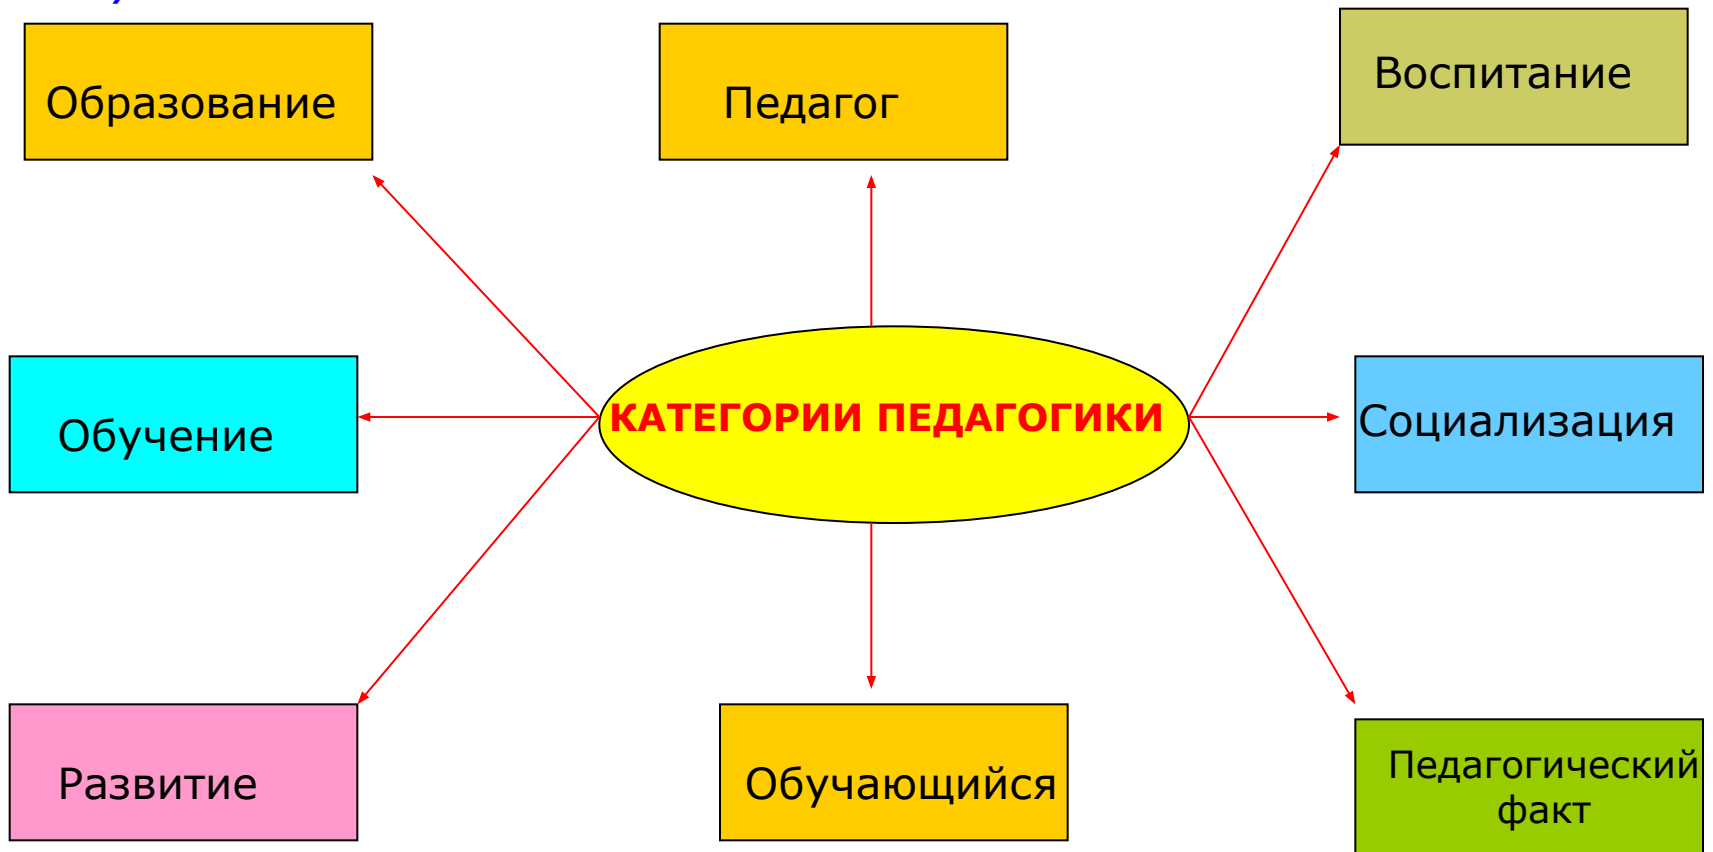 Образование
Педагог
Воспитание
Обучение
КАТЕГОРИИ ПЕДАГОГИКИ
Социализация
Развитие
Обучающийся
Педагогический
факт